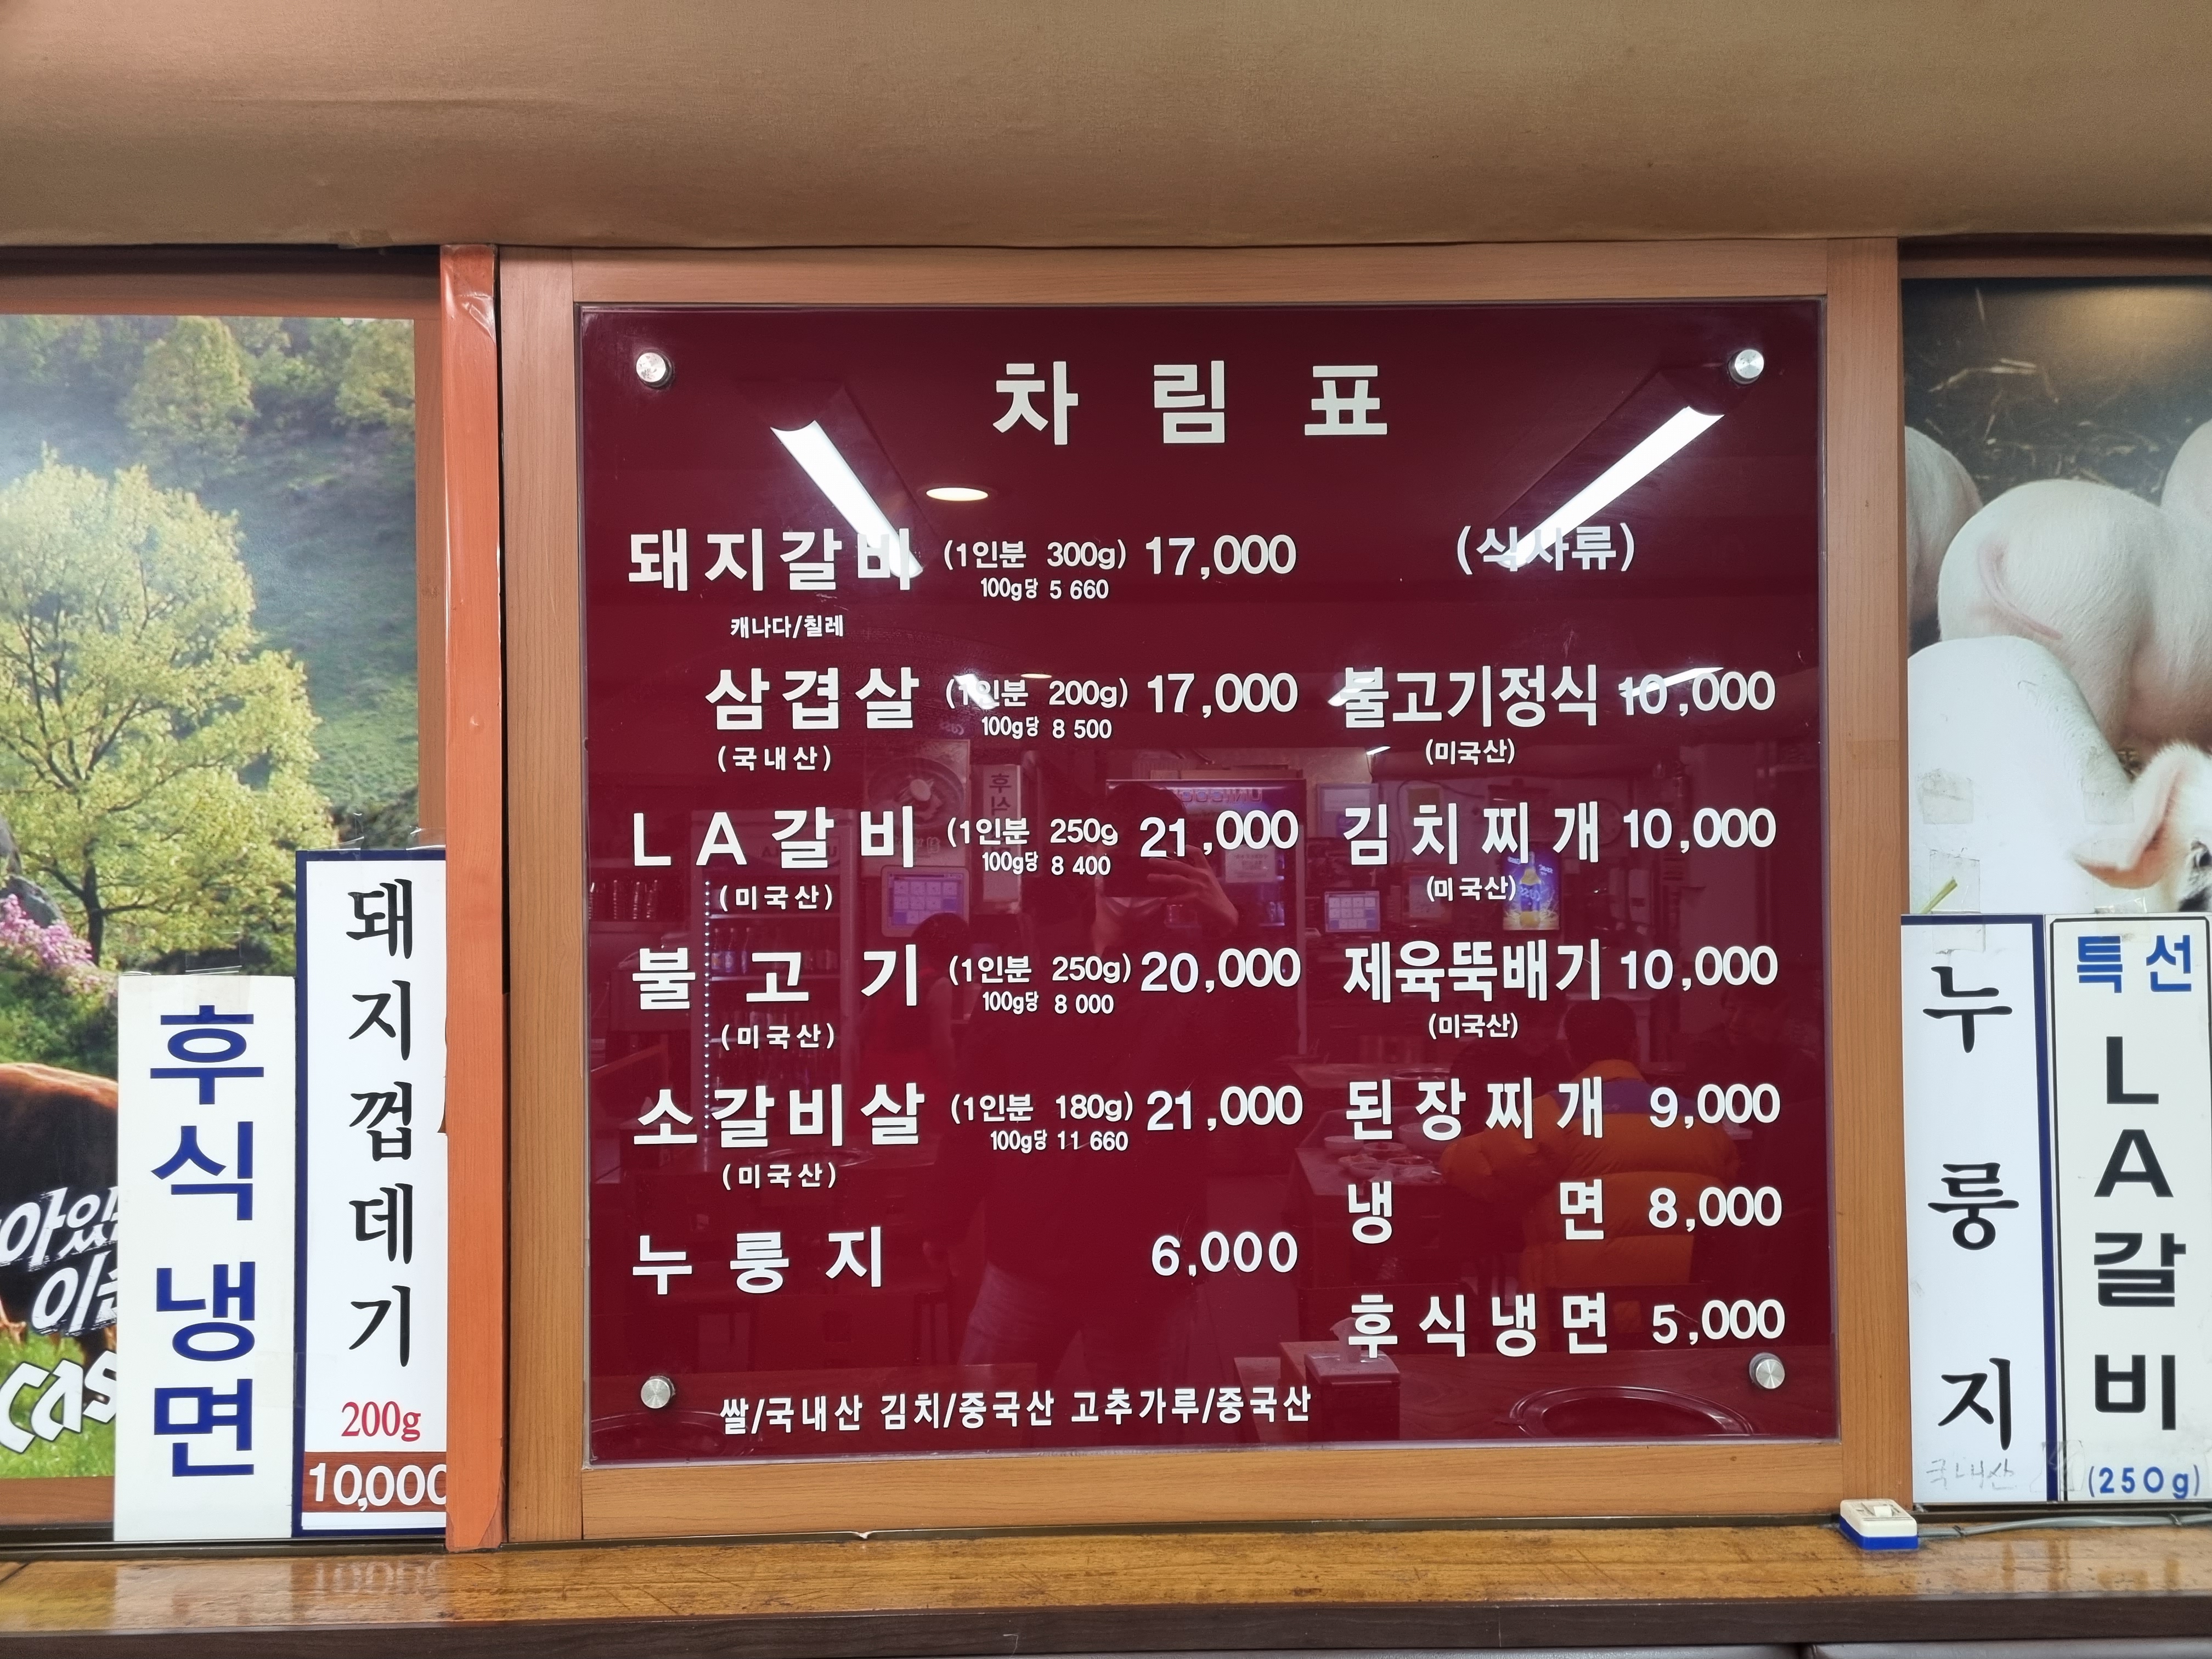 차림표
돼지갈비 (1인분 300g) 17,000
100g당 5 660
캐나다/칠레
삼겹살 (1인분 200g) 17,000
100g당 8 500
(국내산)
LA갈비 (1인분 250g 21,000
100g당 8 400
(미국산)
불고기 (1인분 250g) 20,000
100g당 8 000
(미국산)
소갈비살 (1인분 180g) 21,000
100g당 11 660
(미국산)
누룽지 6,000
(식사류)
불고기정식 10,000
(미국산)
김치찌개 10,000
(미국산)
제육뚝배기 10,000
(미국산)
된장찌개 9,000
냉면 8,000
후식냉면 5,000
쌀/국내산 김치/중국산 고추가루/중국산
후식냉면
돼지껍데기
200g
10,000
누룽지
국내산
특선
LA갈비
(250g)